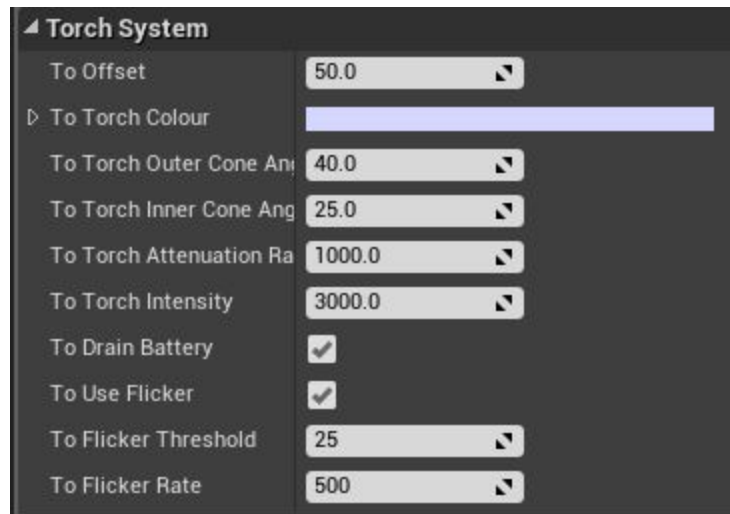 Torch System
To Offset 50.0
To Torch Colour
To Torch Outer Cone Ang 40.0
To Torch Inner Cone Ang 25.0
To Torch Attenuation Ra 1000.0
To Torch Intensity 3000.0
To Drain Battery
To Use Flicker
To Flicker Threshold 25
To Flicker Rate 500